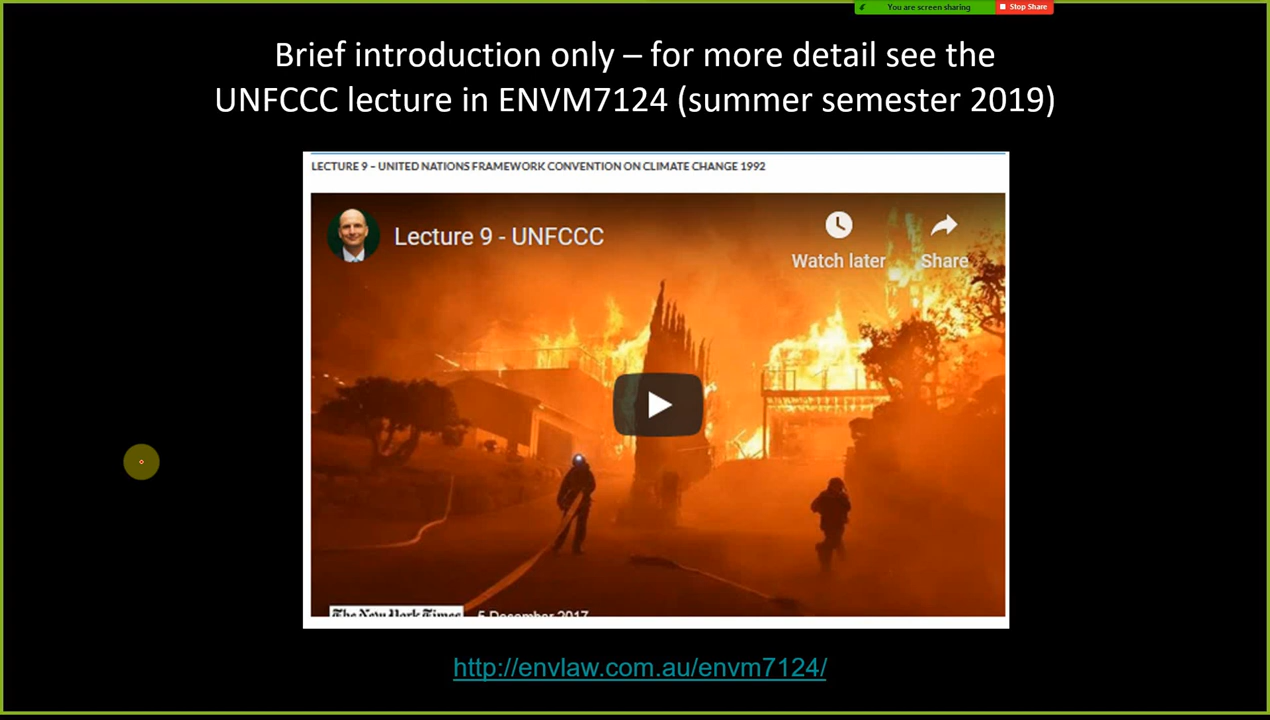 You are screen sharing
Stop Share
Brief introduction only – for more detail see the
UNFCCC lecture in ENVM7124 (summer semester 2019)
LECTURE 9 – UNITED NATIONS FRAMEWORK CONVENTION ON CLIMATE CHANGE 1992
Lecture 9 - UNFCCC
Watch later
Share
The New York Times
5 December 2017
http://envlaw.com.au/envm7124/